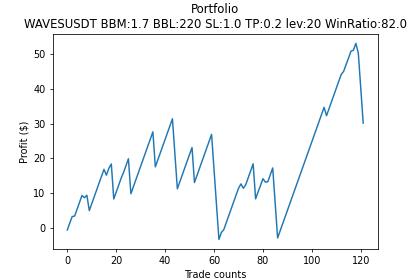 Portfolio
WAVESUSDT BBM:1.7 BBL:220 SL:1.0 TP:0.2 lev:20 WinRatio:82.0
Profit ($)
50
40
30
20
10
0
0 20 40 60 80 100 120
Trade counts